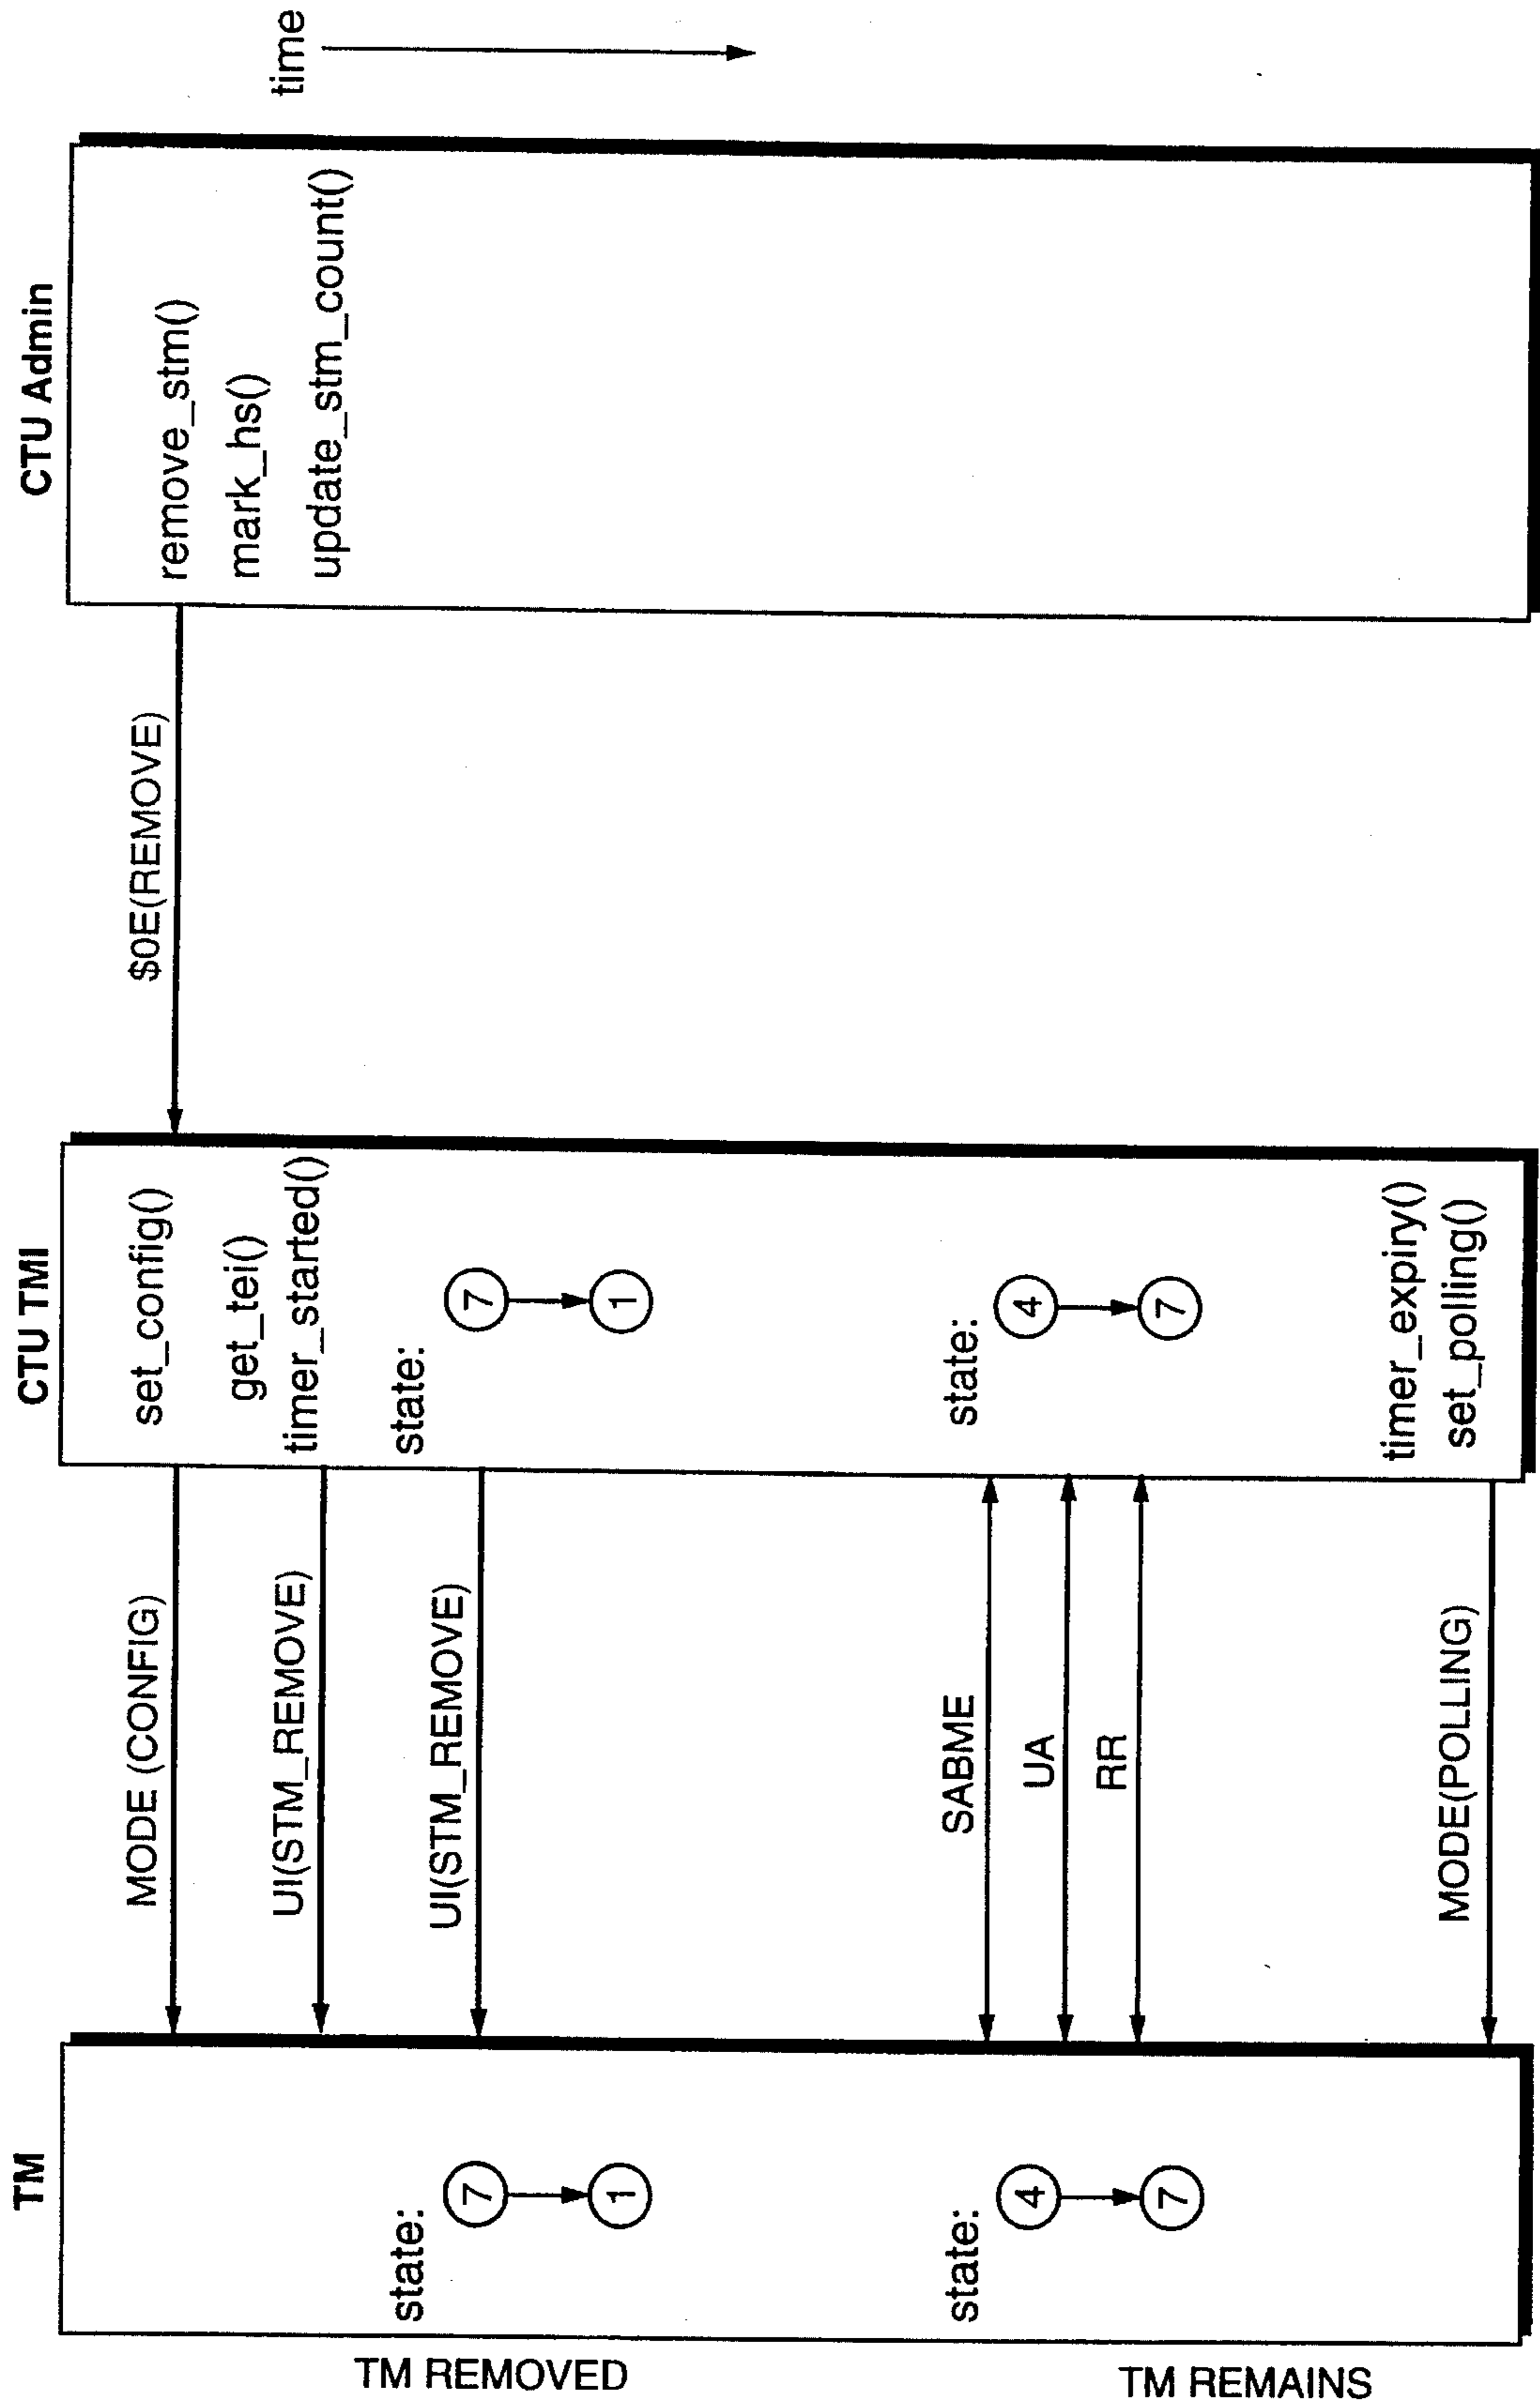 TM
CTU TMI
CTU Admin
time
MODE (CONFIG)
set_config()
$0E(REMOVE)
remove_stm()
get_tei()
mark_hs()
UI(STM_REMOVE)
timer_started()
update_stm_count()
TM REMOVED
state:
7
1
UI(STM_REMOVE)
state:
7
1
TM REMAINS
state:
4
7
SABME
UA
RR
state:
4
7
timer_expiry()
MODE(POLLING)
set_polling()